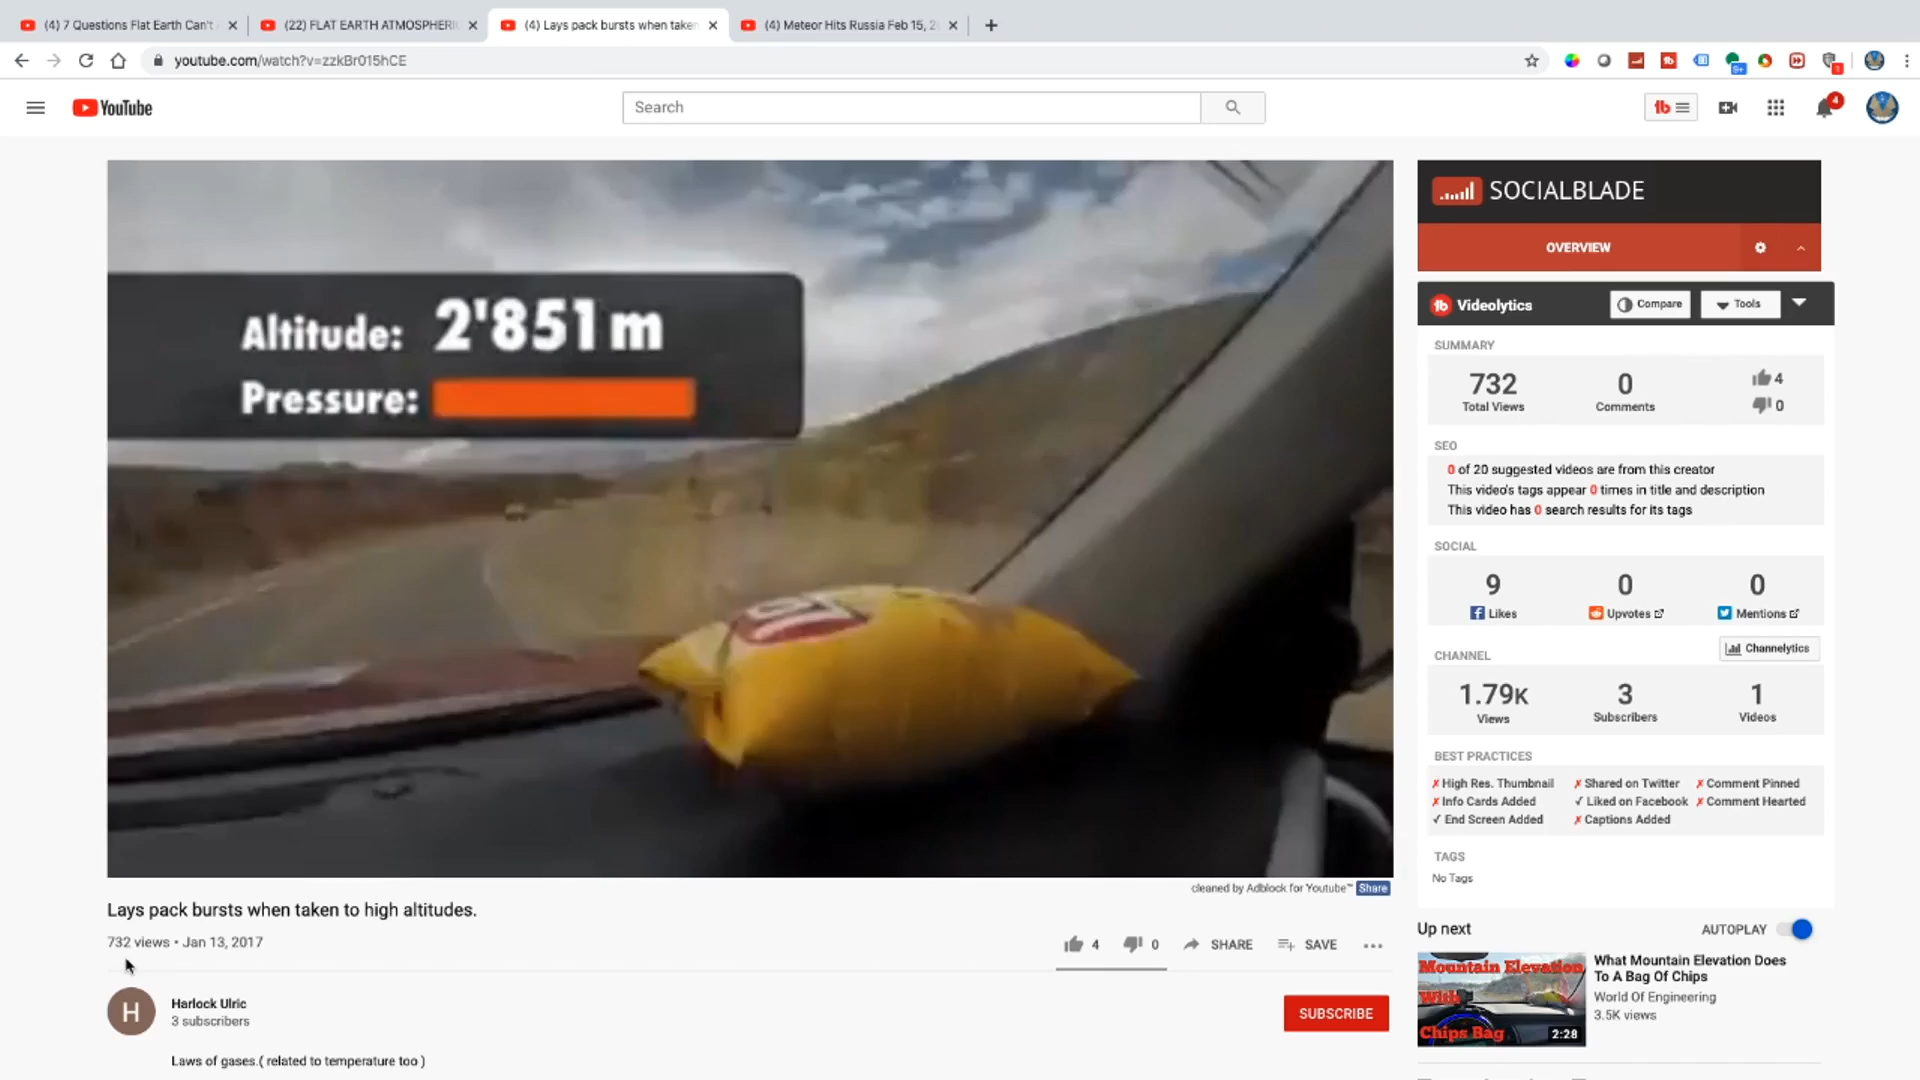 (4) 7 Questions Flat Earth Can't
(22) FLAT EARTH ATMOSPHERI
(4) Lays pack bursts when taken
(4) Meteor Hits Russia Feb 15, 2
youtube.com/watch?v=zzkBr015hCE
9+
1
YouTube
Search
tb
4
Altitude: 2'851 m
Pressure:
SOCIALBLADE
OVERVIEW
tb Videolytics
Compare
Tools
SUMMARY
732
0
4
Total Views
Comments
0
SEO
0 of 20 suggested videos are from this creator
This video's tags appear 0 times in title and description
This video has 0 search results for its tags
SOCIAL
9
0
0
Likes
Upvotes
Mentions
CHANNEL
Channelytics
1.79K
3
1
Views
Subscribers
Videos
BEST PRACTICES
✗ High Res. Thumbnail ✗ Shared on Twitter ✗ Comment Pinned
✗ Info Cards Added ✓ Liked on Facebook ✗ Comment Hearted
✓ End Screen Added ✗ Captions Added
TAGS
No Tags
cleaned by Adblock for Youtube™ Share
Lays pack bursts when taken to high altitudes.
732 views • Jan 13, 2017
4
0
SHARE
SAVE
H
Harlock Ulric
3 subscribers
SUBSCRIBE
Laws of gases.( related to temperature too )
Up next
AUTOPLAY
Mountain Elevation
With
Chips Bag
2:28
What Mountain Elevation Does
To A Bag Of Chips
World Of Engineering
3.5K views